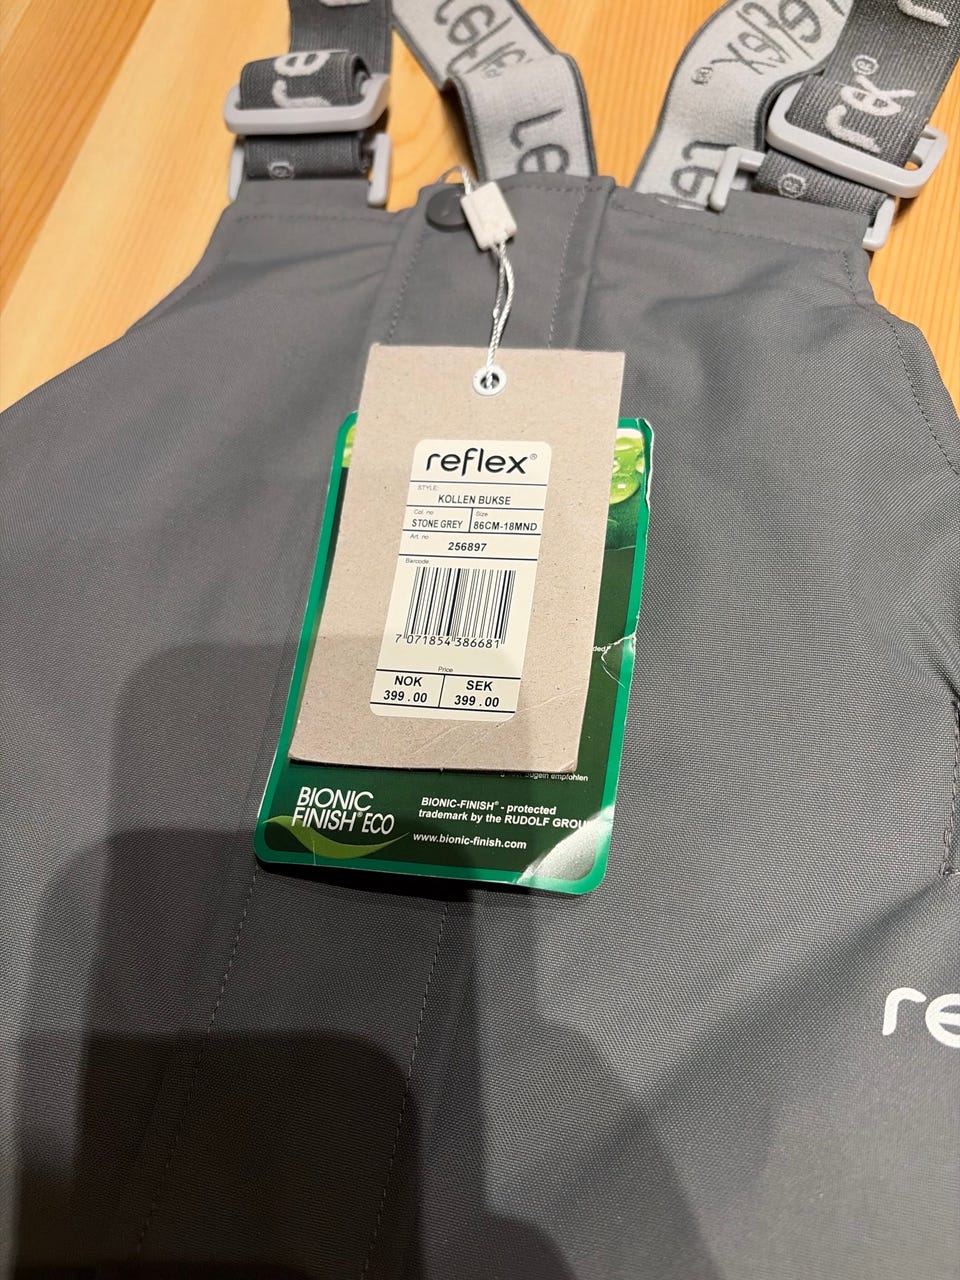 reflex®
STYLE:
KOLLEN BUKSE
Col. no Size
STONE GREY 86CM-18MND
Art. no
256897
Barcode
7 071854 386681
Price
NOK SEK
399.00 399.00
Bugeln empfohlen
BIONIC
FINISH® ECO
BIONIC-FINISH® - protected
trademark by the RUDOLF GROU
www.bionic-finish.com
re